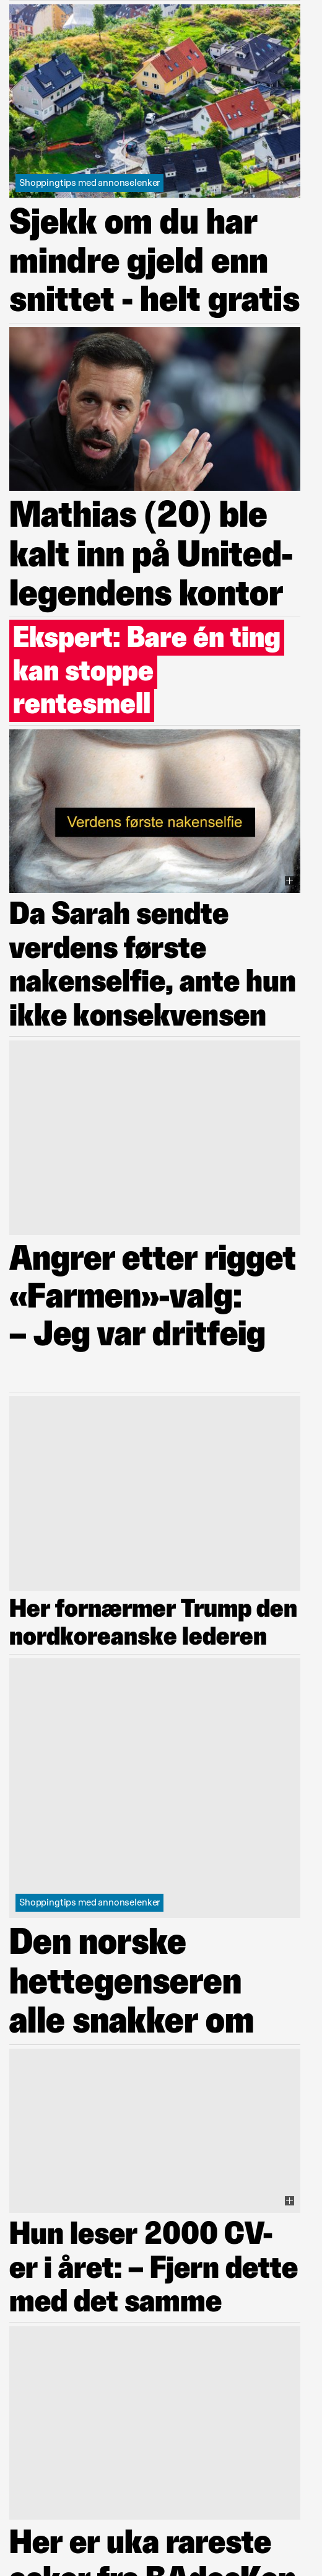 Shoppingtips med annonselenker
Sjekk om du har
mindre gjeld enn
snittet - helt gratis
Mathias (20) ble
kalt inn på United-
legendens kontor
Ekspert: Bare én ting
kan stoppe
rentesmell
Verdens første nakenselfie
Da Sarah sendte
verdens første
nakenselfie, ante hun
ikke konsekvensen
Angrer etter rigget
«Farmen»-valg:
– Jeg var dritfeig
Her fornærmer Trump den
nordkoreanske lederen
Shoppingtips med annonselenker
Den norske
hettegenseren
alle snakker om
Hun leser 2000 CV-
er i året: – Fjern dette
med det samme
Her er uka rareste